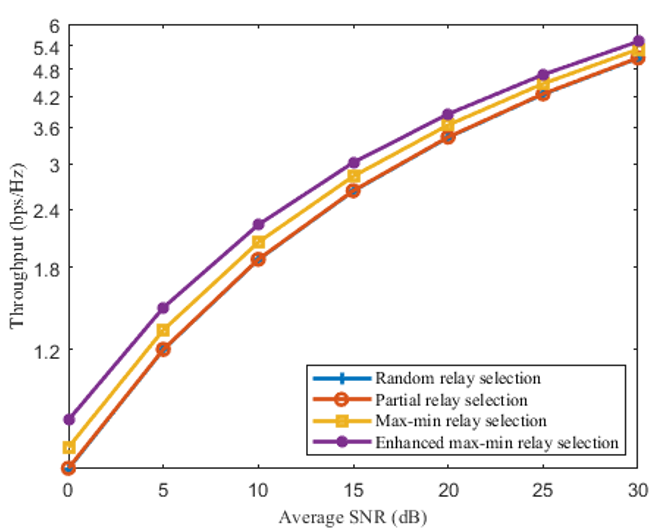 6
5.4
4.8
4.2
3.6
3
2.4
1.8
1.2
Throughput (bps/Hz)
Random relay selection
Partial relay selection
Max-min relay selection
Enhanced max-min relay selection
0 5 10 15 20 25 30
Average SNR (dB)